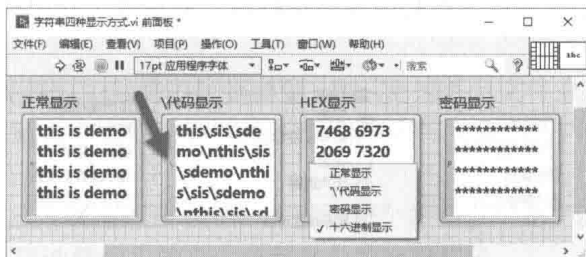 字符串四种显示方式.vi 前面板 *
文件(F) 编辑(E) 查看(V) 项目(P) 操作(O) 工具(T) 窗口(W) 帮助(H)
17pt 应用程序字体 搜索
abc
正常显示
this is demo
this is demo
this is demo
this is demo
\代码显示
this\sis\sde
mo\nthis\sis
\sdemo\nthi
s\sis\sdemo
\nthis\sis\sd
HEX显示
7468 6973
2069 7320
正常显示
'\'代码显示
密码显示
✓ 十六进制显示
密码显示
************
************
************
************